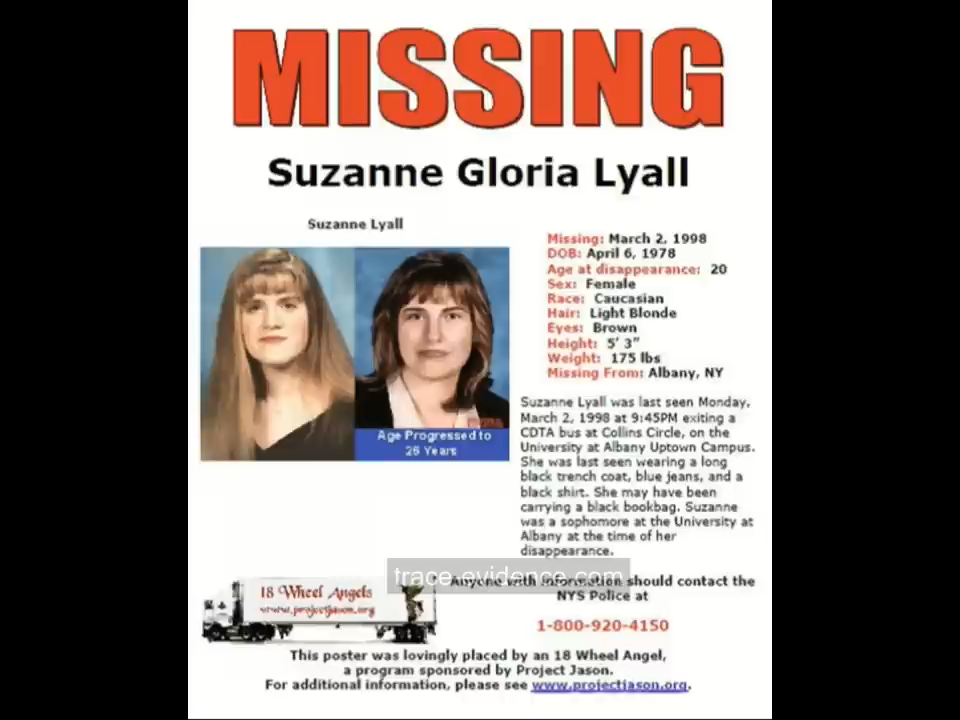 MISSING
Suzanne Gloria Lyall
Suzanne Lyall
Age Progressed to
26 Years
Missing: March 2, 1998
DOB: April 6, 1978
Age at disappearance: 20
Sex: Female
Race: Caucasian
Hair: Light Blonde
Eyes: Brown
Height: 5' 3"
Weight: 175 lbs
Missing From: Albany, NY
Suzanne Lyall was last seen Monday,
March 2, 1998 at 9:45PM exiting a
CDTA bus at Collins Circle, on the
University at Albany Uptown Campus.
She was last seen wearing a long
black trench coat, blue jeans, and a
black shirt. She may have been
carrying a black bookbag. Suzanne
was a sophomore at the University at
Albany at the time of her
disappearance.
trace-evidence.com
Anyone with information should contact the
NYS Police at
1-800-920-4150
18 Wheel Angels
www.projectjason.org
This poster was lovingly placed by an 18 Wheel Angel,
a program sponsored by Project Jason.
For additional information, please see www.projectjason.org.